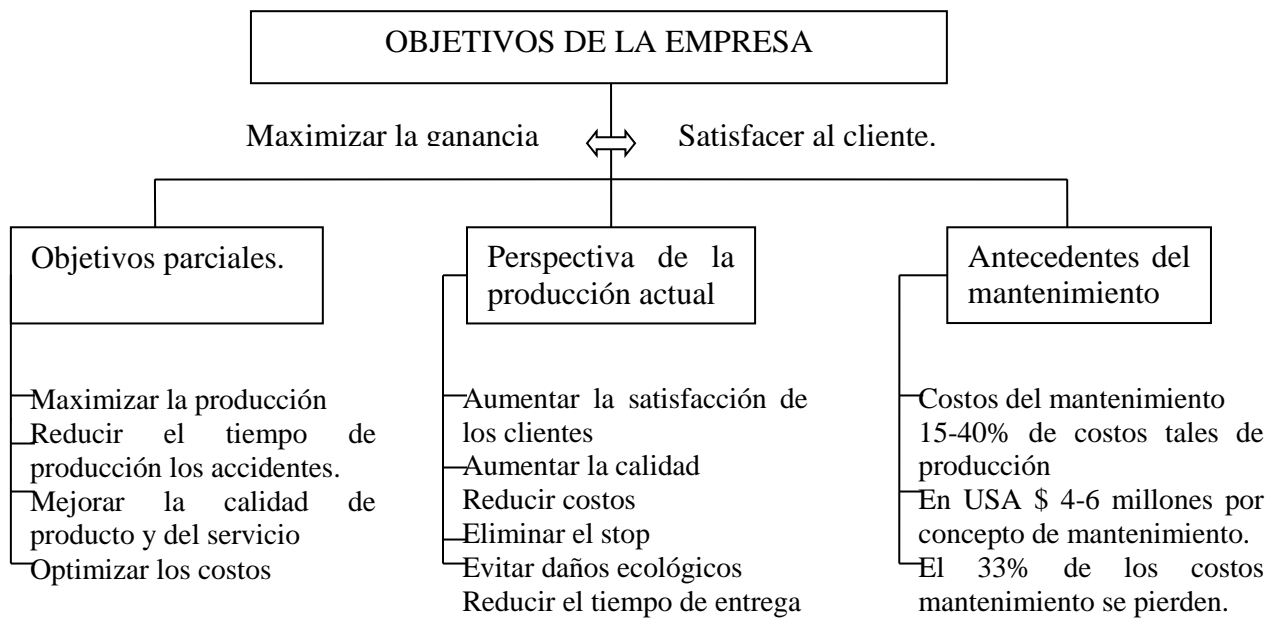 OBJETIVOS DE LA EMPRESA
Maximizar la ganancia
Satisfacer al cliente.
Objetivos parciales.
Maximizar la producción
Reducir el tiempo de
producción los accidentes.
Mejorar la calidad de
producto y del servicio
Optimizar los costos
Perspectiva de la
producción actual
Aumentar la satisfacción de
los clientes
Aumentar la calidad
Reducir costos
Eliminar el stop
Evitar daños ecológicos
Reducir el tiempo de entrega
Antecedentes del
mantenimiento
Costos del mantenimiento
15-40% de costos tales de
producción
En USA $ 4-6 millones por
concepto de mantenimiento.
El 33% de los costos
mantenimiento se pierden.